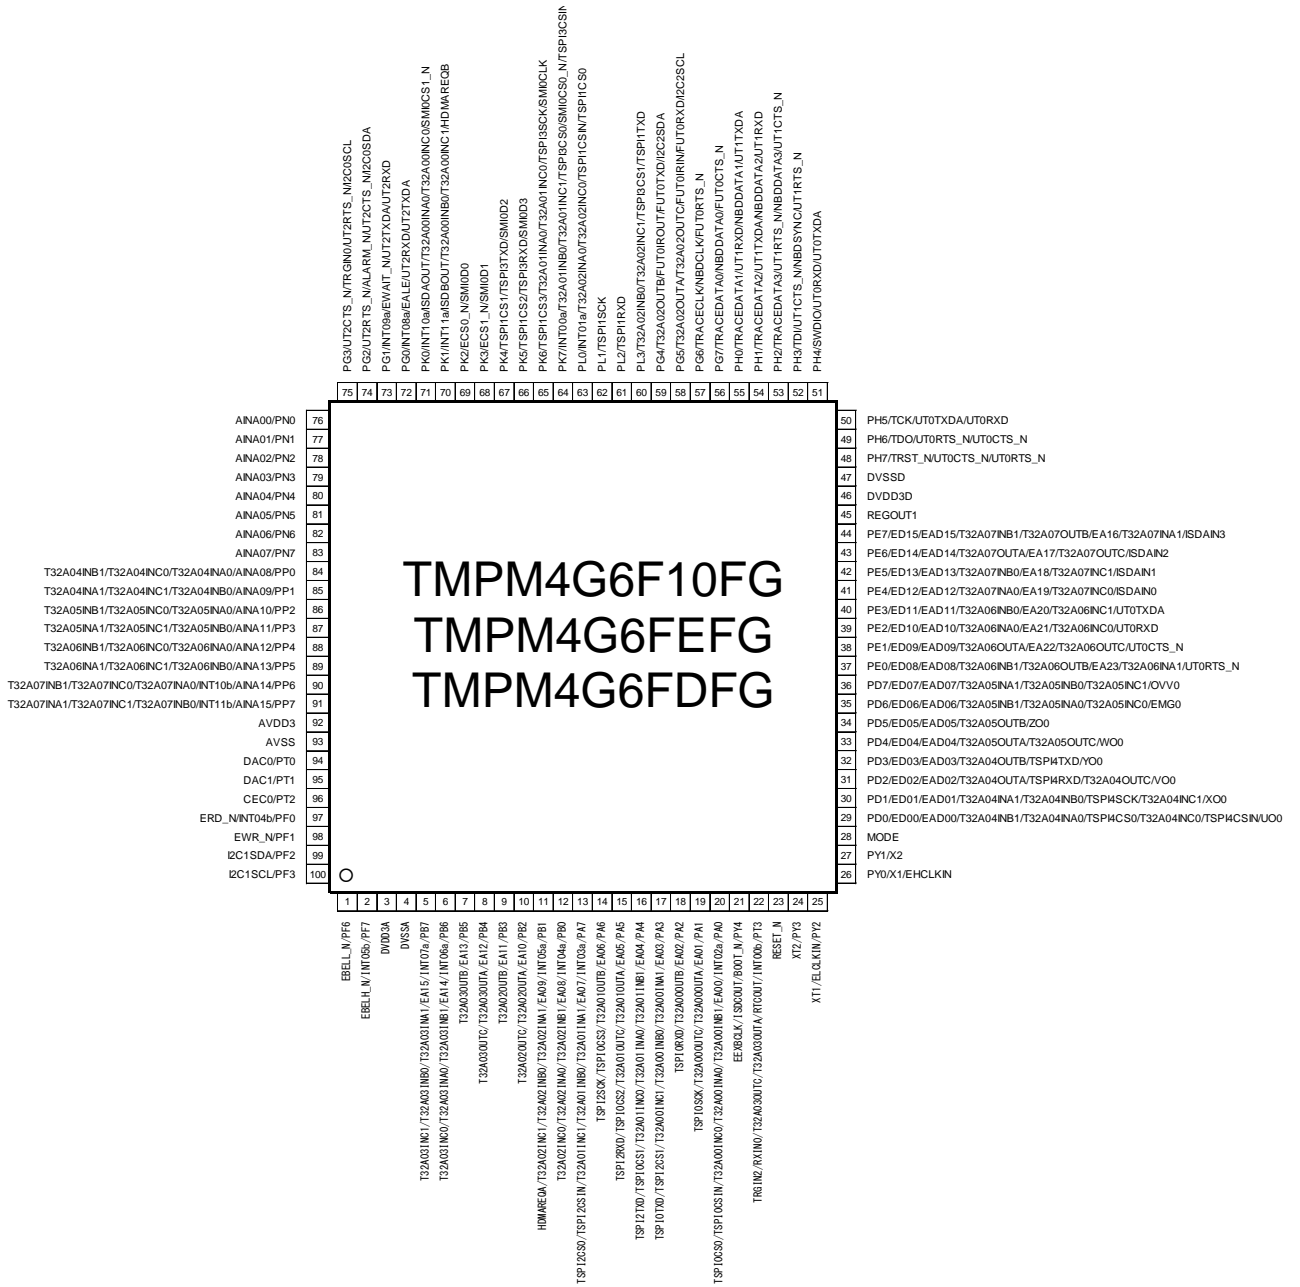 PG3/UT2CTS_N/TRGIN0/UT2RTS_N/I2C0SCL
PG2/UT2RTS_N/ALARM_N/UT2CTS_N/I2C0SDA
PG1/INT09a/EWAIT_N/UT2TXDA/UT2RXD
PG0/INT08a/EALE/UT2RXD/UT2TXDA
PK0/INT10a/ISDAOUT/T32A00INA0/T32A00INC0/SMI0CS1_N
PK1/INT11a/ISDBOUT/T32A00INB0/T32A00INC1/HDMAREQB
PK2/ECS0_N/SMI0D0
PK3/ECS1_N/SMI0D1
PK4/TSPI1CS1/TSPI3TXD/SMI0D2
PK5/TSPI1CS2/TSPI3RXD/SMI0D3
PK6/TSPI1CS3/T32A01INA0/T32A01INC0/TSPI3SCK/SMI0CLK
PK7/INT00a/T32A01INB0/T32A01INC1/TSPI3CS0/SMI0CS0_N/TSPI3CSIN
PL0/INT01a/T32A02INA0/T32A02INC0/TSPI1CSIN/TSPI1CS0
PL1/TSPI1SCK
PL2/TSPI1RXD
PL3/T32A02INB0/T32A02INC1/TSPI3CS1/TSPI1TXD
PG4/T32A02OUTB/FUT0IROUT/FUT0TXD/I2C2SDA
PG5/T32A02OUTA/T32A02OUTC/FUT0IRIN/FUT0RXD/I2C2SCL
PG6/TRACECLK/NBDCLK/FUT0RTS_N
PG7/TRACEDATA0/NBDDATA0/FUT0CTS_N
PH0/TRACEDATA1/UT1RXD/NBDDATA1/UT1TXDA
PH1/TRACEDATA2/UT1TXDA/NBDDATA2/UT1RXD
PH2/TRACEDATA3/UT1RTS_N/NBDDATA3/UT1CTS_N
PH3/TDI/UT1CTS_N/NBDSYNC/UT1RTS_N
PH4/SWDIO/UT0RXD/UT0TXDA
75 74 73 72 71 70 69 68 67 66 65 64 63 62 61 60 59 58 57 56 55 54 53 52 51
AINA00/PN0 76
AINA01/PN1 77
AINA02/PN2 78
AINA03/PN3 79
AINA04/PN4 80
AINA05/PN5 81
AINA06/PN6 82
AINA07/PN7 83
T32A04INB1/T32A04INC0/T32A04INA0/AINA08/PP0 84
T32A04INA1/T32A04INC1/T32A04INB0/AINA09/PP1 85
T32A05INB1/T32A05INC0/T32A05INA0/AINA10/PP2 86
T32A05INA1/T32A05INC1/T32A05INB0/AINA11/PP3 87
T32A06INB1/T32A06INC0/T32A06INA0/AINA12/PP4 88
T32A06INA1/T32A06INC1/T32A06INB0/AINA13/PP5 89
T32A07INB1/T32A07INC0/T32A07INA0/INT10b/AINA14/PP6 90
T32A07INA1/T32A07INC1/T32A07INB0/INT11b/AINA15/PP7 91
AVDD3 92
AVSS 93
DAC0/PT0 94
DAC1/PT1 95
CEC0/PT2 96
ERD_N/INT04b/PF0 97
EWR_N/PF1 98
I2C1SDA/PF2 99
I2C1SCL/PF3 100
TMPM4G6F10FG
TMPM4G6FEFG
TMPM4G6FDFG
50 PH5/TCK/UT0TXDA/UT0RXD
49 PH6/TDO/UT0RTS_N/UT0CTS_N
48 PH7/TRST_N/UT0CTS_N/UT0RTS_N
47 DVSSD
46 DVDD3D
45 REGOUT1
44 PE7/ED15/EAD15/T32A07INB1/T32A07OUTB/EA16/T32A07INA1/ISDAIN3
43 PE6/ED14/EAD14/T32A07OUTA/EA17/T32A07OUTC/ISDAIN2
42 PE5/ED13/EAD13/T32A07INB0/EA18/T32A07INC1/ISDAIN1
41 PE4/ED12/EAD12/T32A07INA0/EA19/T32A07INC0/ISDAIN0
40 PE3/ED11/EAD11/T32A06INB0/EA20/T32A06INC1/UT0TXDA
39 PE2/ED10/EAD10/T32A06INA0/EA21/T32A06INC0/UT0RXD
38 PE1/ED09/EAD09/T32A06OUTA/EA22/T32A06OUTC/UT0CTS_N
37 PE0/ED08/EAD08/T32A06INB1/T32A06OUTB/EA23/T32A06INA1/UT0RTS_N
36 PD7/ED07/EAD07/T32A05INA1/T32A05INB0/T32A05INC1/OVV0
35 PD6/ED06/EAD06/T32A05INB1/T32A05INA0/T32A05INC0/EMG0
34 PD5/ED05/EAD05/T32A05OUTB/ZO0
33 PD4/ED04/EAD04/T32A05OUTA/T32A05OUTC/WO0
32 PD3/ED03/EAD03/T32A04OUTB/TSPI4TXD/YO0
31 PD2/ED02/EAD02/T32A04OUTA/TSPI4RXD/T32A04OUTC/VO0
30 PD1/ED01/EAD01/T32A04INA1/T32A04INB0/TSPI4SCK/T32A04INC1/XO0
29 PD0/ED00/EAD00/T32A04INB1/T32A04INA0/TSPI4CS0/T32A04INC0/TSPI4CSIN/UO0
28 MODE
27 PY1/X2
26 PY0/X1/EHCLKIN
1 2 3 4 5 6 7 8 9 10 11 12 13 14 15 16 17 18 19 20 21 22 23 24 25
EBELL_N/PF6
EBELH_N/INT05b/PF7
DVDD3A
DVSSA
T32A03INC1/T32A03INB0/T32A03INA1/EA15/INT07a/PB7
T32A03INC0/T32A03INA0/T32A03INB1/EA14/INT06a/PB6
T32A03OUTB/EA13/PB5
T32A03OUTC/T32A03OUTA/EA12/PB4
T32A02OUTB/EA11/PB3
T32A02OUTC/T32A02OUTA/EA10/PB2
HDMAREQA/T32A02INC1/T32A02INB0/T32A02INA1/EA09/INT05a/PB1
T32A02INC0/T32A02INA0/T32A02INB1/EA08/INT04a/PB0
TSPI2CS0/TSPI2CSIN/T32A01INC1/T32A01INB0/T32A01INA1/EA07/INT03a/PA7
TSPI2SCK/TSPI0CS3/T32A01OUTB/EA06/PA6
TSPI2RXD/TSPI0CS2/T32A01OUTC/T32A01OUTA/EA05/PA5
TSPI2TXD/TSPI0CS1/T32A01INC0/T32A01INA0/T32A01INB1/EA04/PA4
TSPI0TXD/TSPI2CS1/T32A00INC1/T32A00INB0/T32A00INA1/EA03/PA3
TSPI0RXD/T32A00OUTB/EA02/PA2
TSPI0SCK/T32A00OUTC/T32A00OUTA/EA01/PA1
TSPI0CS0/TSPI0CSIN/T32A00INC0/T32A00INA0/T32A00INB1/EA00/INT02a/PA0
EEXBCLK/ISDCOUT/BOOT_N/PY4
TRGIN2/RXIN0/T32A03OUTC/T32A03OUTA/RTCOUT/INT00b/PT3
RESET_N
XT2/PY3
XT1/ELCLKIN/PY2